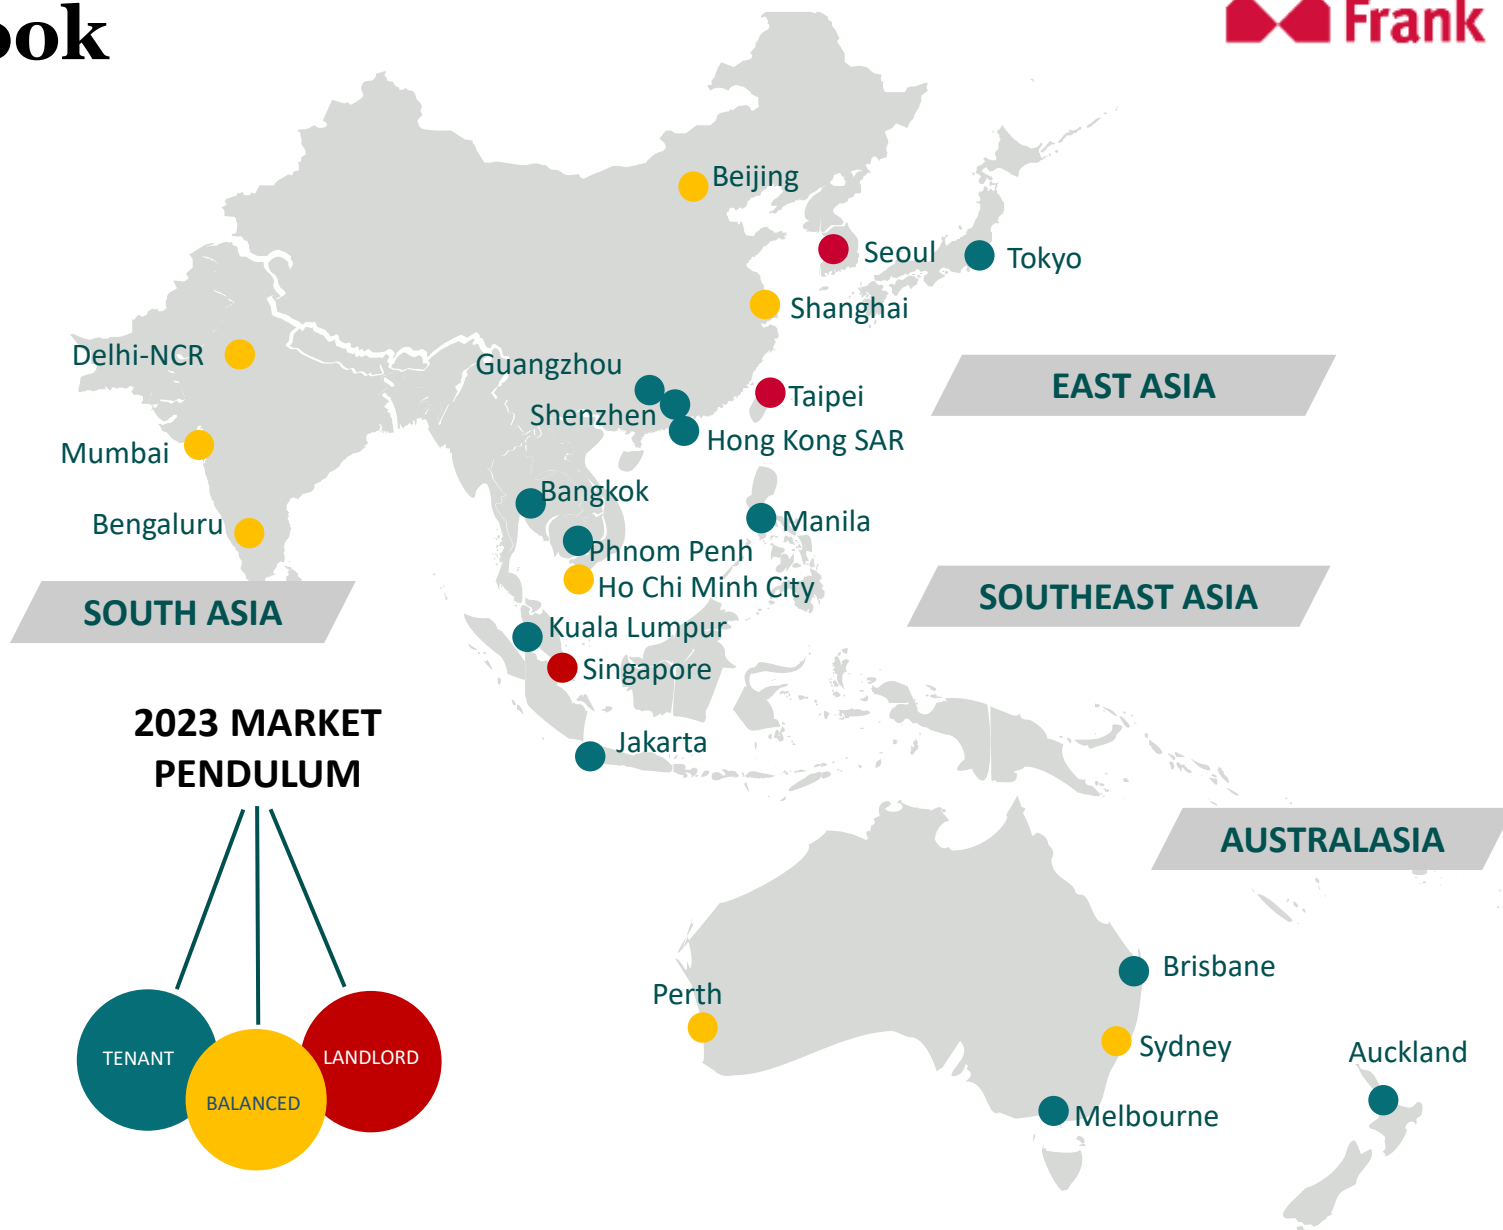 ook
Frank
Beijing
Seoul
Tokyo
Shanghai
Delhi-NCR
Guangzhou
EAST ASIA
Taipei
Shenzhen
Hong Kong SAR
Mumbai
Bangkok
Manila
Bengaluru
Phnom Penh
Ho Chi Minh City
SOUTHEAST ASIA
SOUTH ASIA
Kuala Lumpur
Singapore
2023 MARKET
PENDULUM
Jakarta
AUSTRALASIA
Brisbane
Perth
Sydney
Auckland
TENANT
LANDLORD
BALANCED
Melbourne